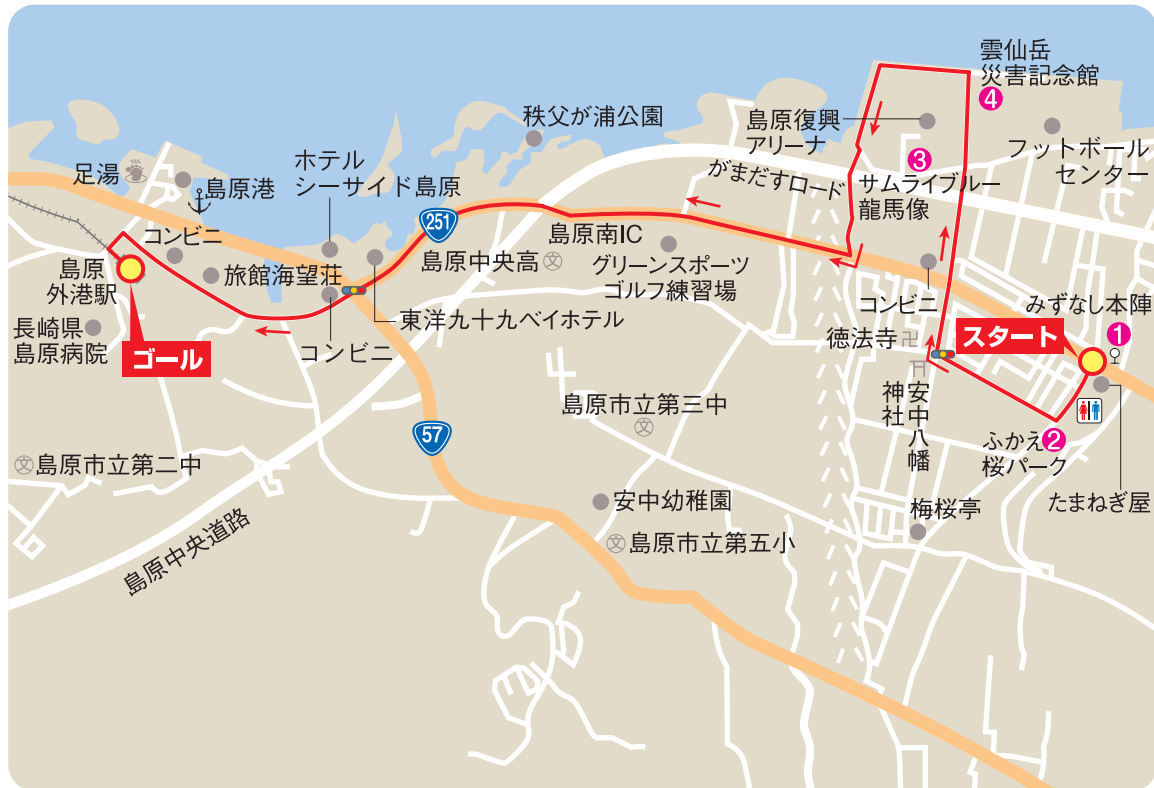 雲仙岳
災害記念館
4
秩父が浦公園
島原復興
アリーナ
フットボール
センター
がまだすロード
3
サムライブルー
龍馬像
足湯
島原港
ホテル
シーサイド島原
251
コンビニ
島原南IC
島原中央高
文
グリーンスポーツ
ゴルフ練習場
島原
外港駅
旅館海望荘
コンビニ
みずなし本陣
1
東洋九十九ベイホテル
徳法寺
卍
スタート
長崎県
島原病院
ゴール
コンビニ
安中八幡
神社
島原市立第三中
文
57
ふかえ
桜パーク
2
たまねぎ屋
文
島原市立第二中
安中幼稚園
梅桜亭
文
島原市立第五小
島原中央道路